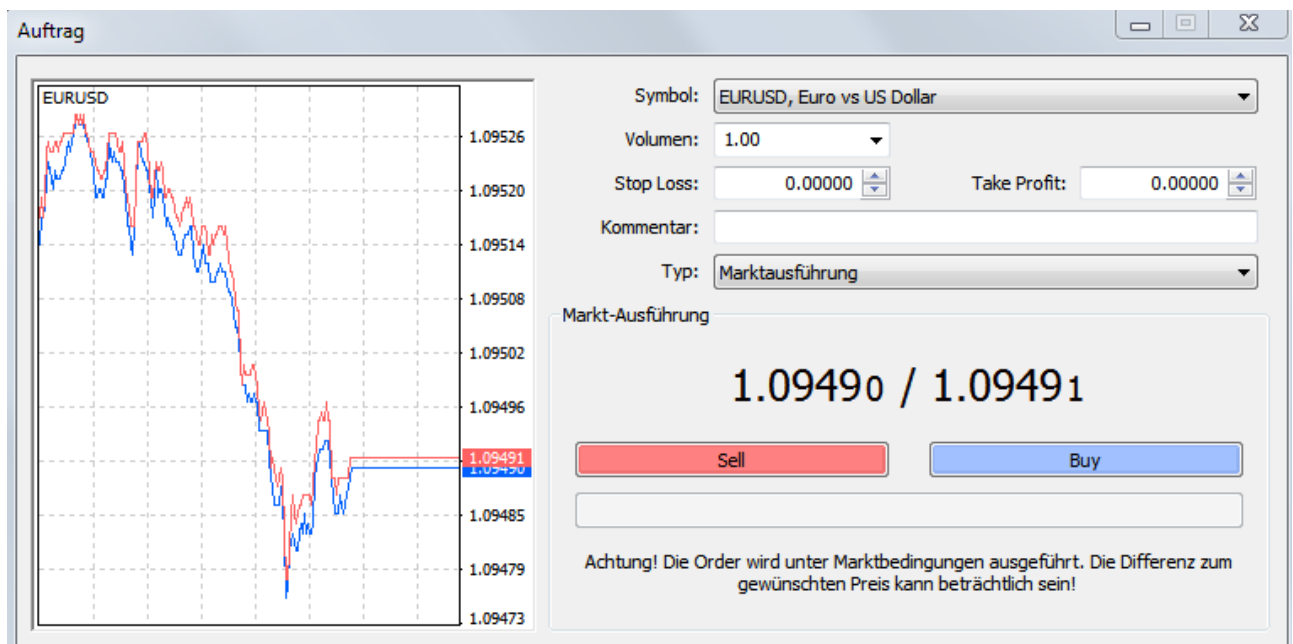 Auftrag
EURUSD
1.09526
1.09520
1.09514
1.09508
1.09502
1.09496
1.09491
1.09490
1.09485
1.09479
1.09473
Symbol: EURUSD, Euro vs US Dollar
Volumen: 1.00
Stop Loss: 0.00000 Take Profit: 0.00000
Kommentar:
Typ: Marktausführung
Markt-Ausführung
1.09490 / 1.09491
Sell Buy
Achtung! Die Order wird unter Marktbedingungen ausgeführt. Die Differenz zum
gewünschten Preis kann beträchtlich sein!